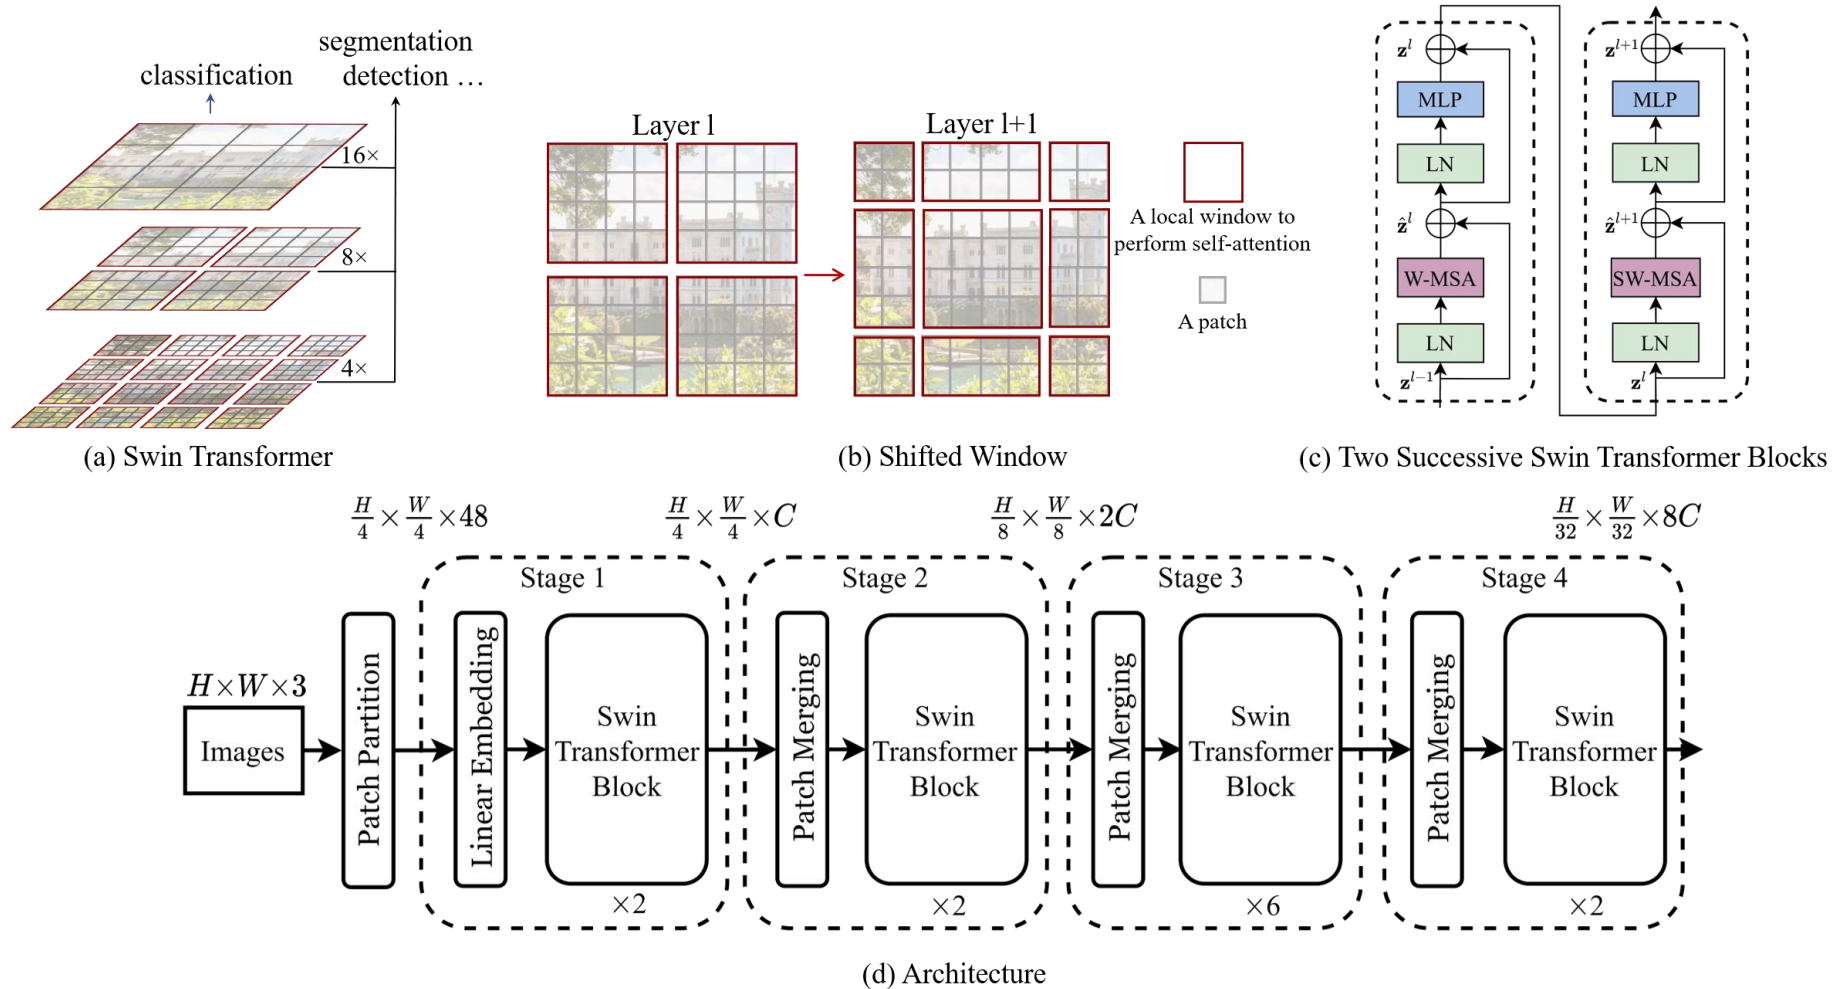 classification
segmentation
detection …
16×
8×
4×
(a) Swin Transformer
Layer l
Layer l+1
A local window to
perform self-attention
A patch
(b) Shifted Window
z^l
MLP
LN
ẑ^l
W-MSA
LN
z^{l−1}
z^{l+1}
MLP
LN
ẑ^{l+1}
SW-MSA
LN
z^l
(c) Two Successive Swin Transformer Blocks
H/4 × W/4 × 48
H/4 × W/4 × C
H/8 × W/8 × 2C
H/32 × W/32 × 8C
H×W×3
Images
Patch Partition
Stage 1
Linear Embedding
Swin
Transformer
Block
×2
Stage 2
Patch Merging
Swin
Transformer
Block
×2
Stage 3
Patch Merging
Swin
Transformer
Block
×6
Stage 4
Patch Merging
Swin
Transformer
Block
×2
(d) Architecture